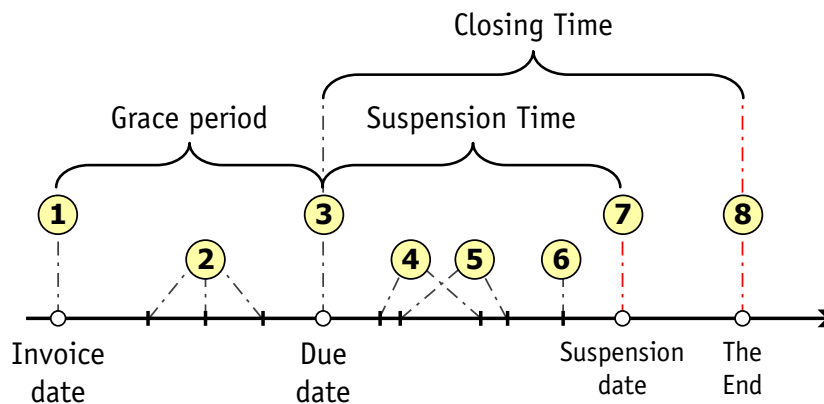 Closing Time
Grace period
Suspension Time
1
3
7
8
2
4
5
6
Invoice
date
Due
date
Suspension
date
The
End